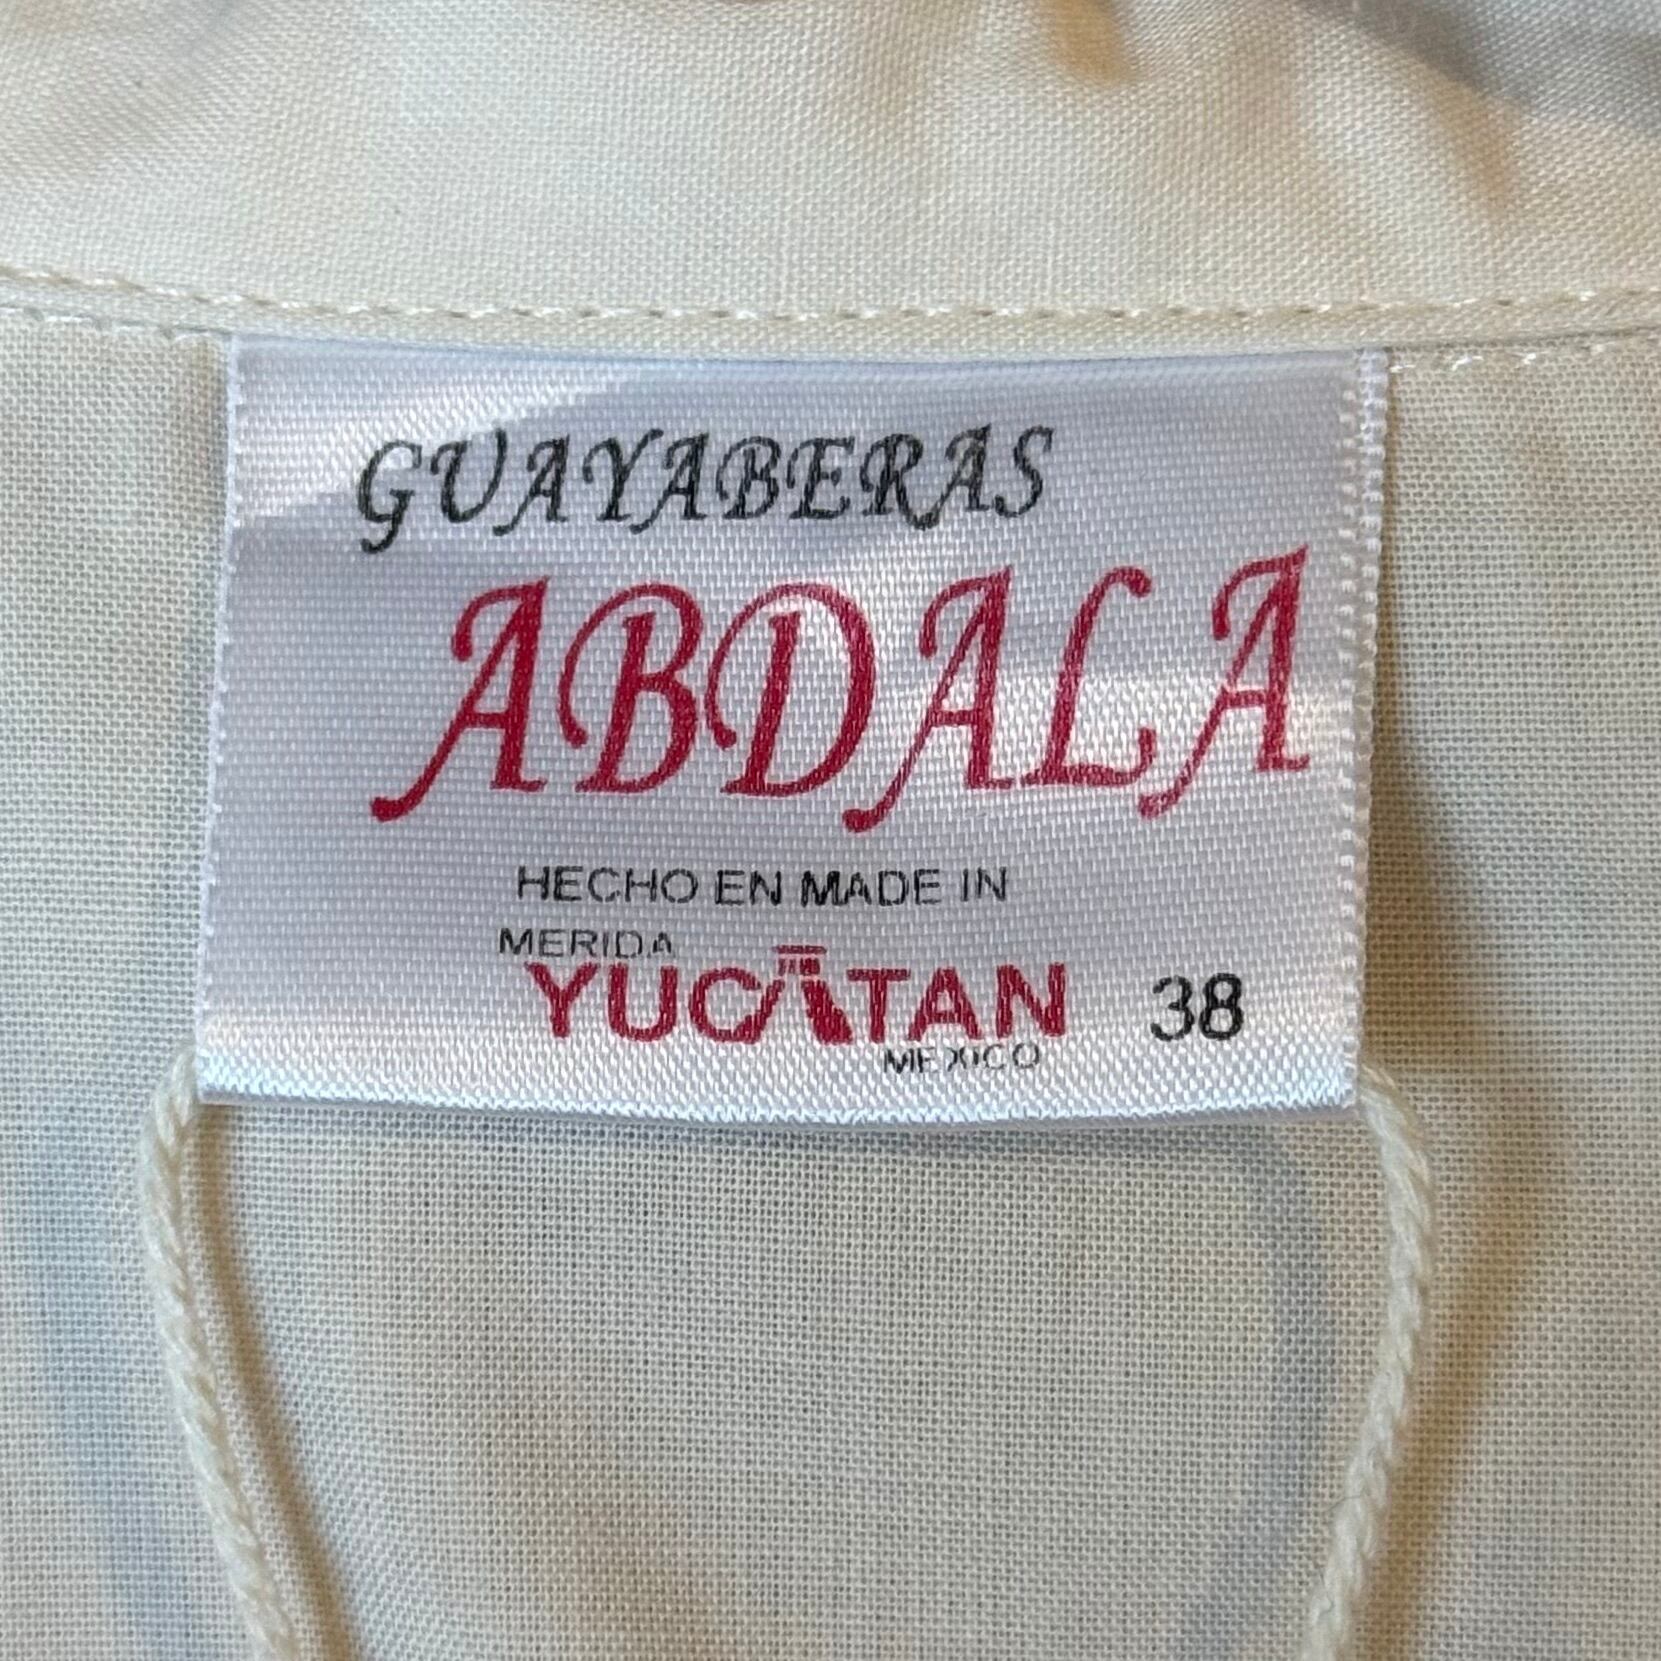 GUAYABERAS
ABDALA
HECHO EN MADE IN
MERIDA
YUCATAN 38
MEXICO